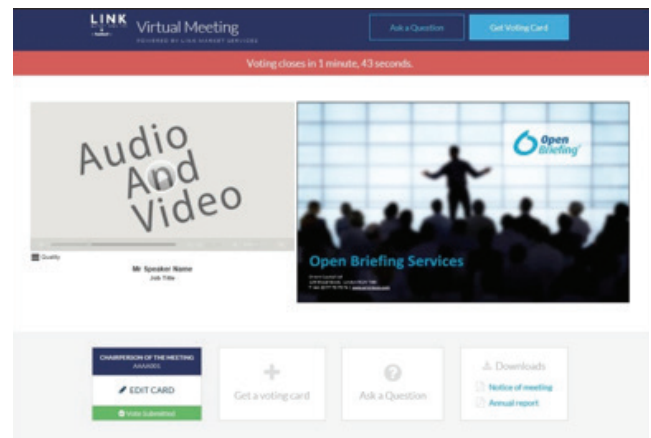 LINK
Virtual Meeting
POWERED BY LINK MARKET SERVICES
Ask a Question
Get Voting Card
Voting closes in 1 minute, 43 seconds.
Audio
And
Video
Quality
Mr Speaker Name
Job Title
Open
Briefing
Open Briefing Services
CHAIRPERSON OF THE MEETING
EDIT CARD
Vote Submitted
Get a voting card
Ask a Question
Downloads
Notice of meeting
Annual report